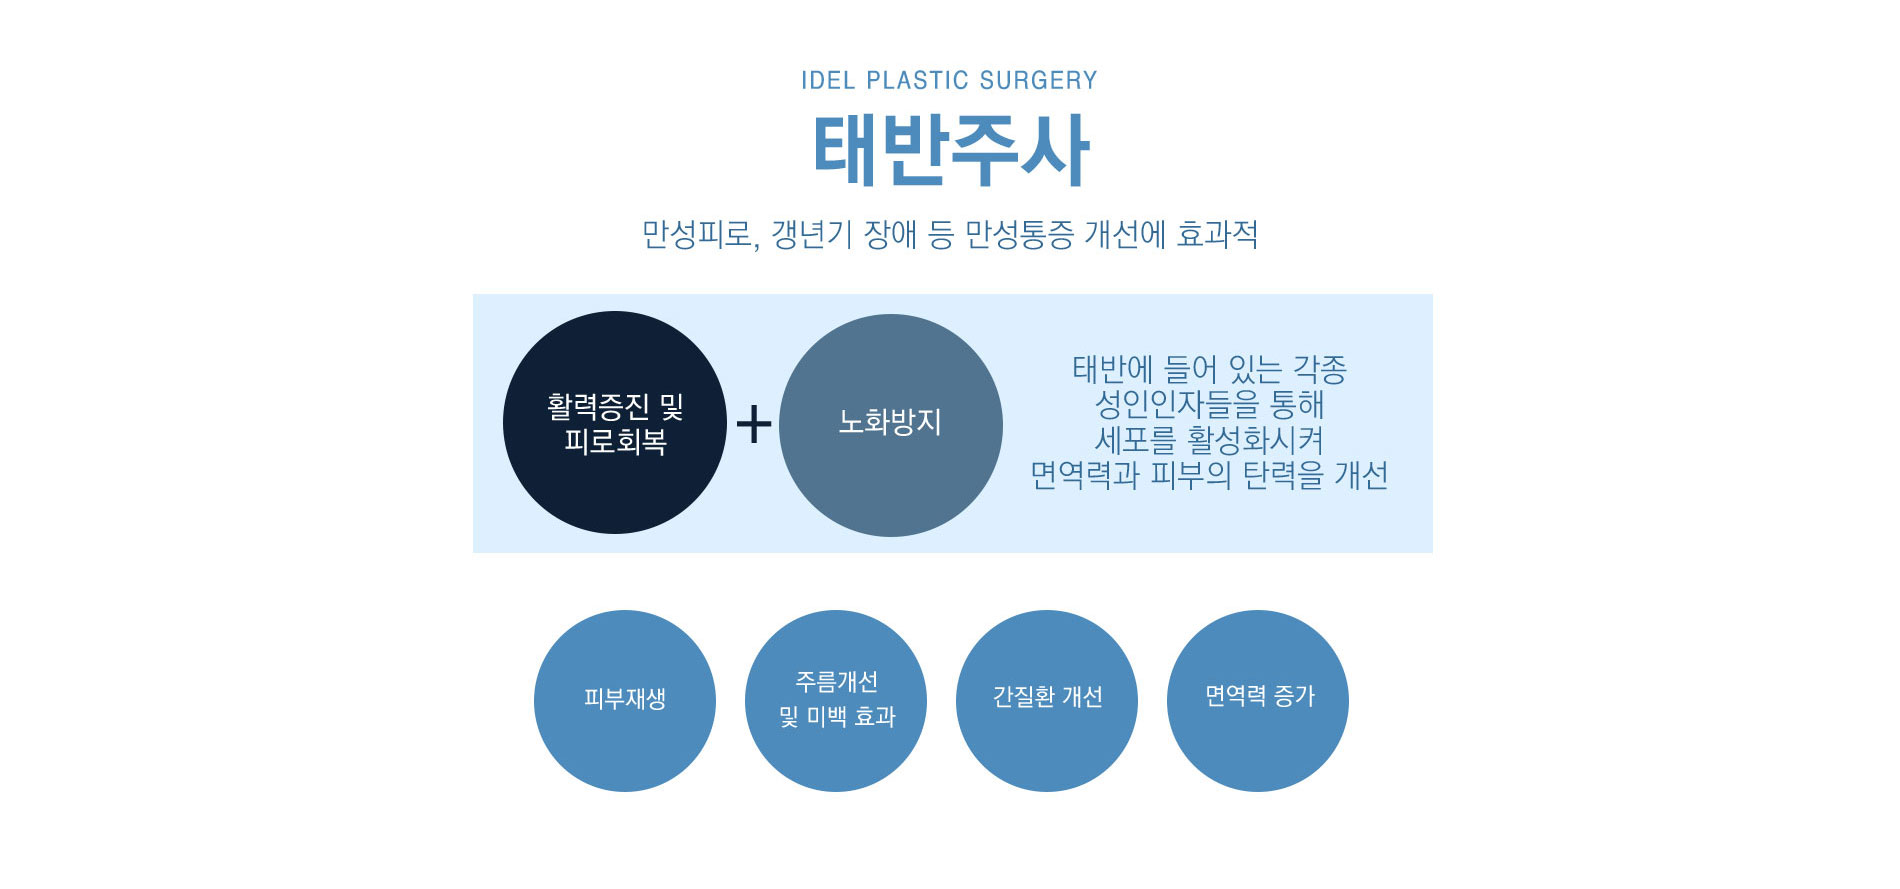 IDEL PLASTIC SURGERY
태반주사
만성피로, 갱년기 장애 등 만성통증 개선에 효과적
활력증진 및
피로회복
+
노화방지
태반에 들어 있는 각종
성인인자들을 통해
세포를 활성화시켜
면역력과 피부의 탄력을 개선
피부재생
주름개선
및 미백 효과
간질환 개선
면역력 증가